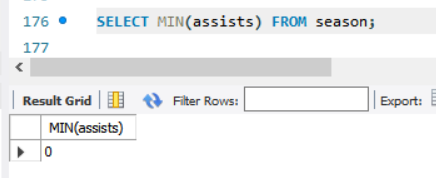 176 SELECT MIN(assists) FROM season;
177
Result Grid Filter Rows: Export:
MIN(assists)
0